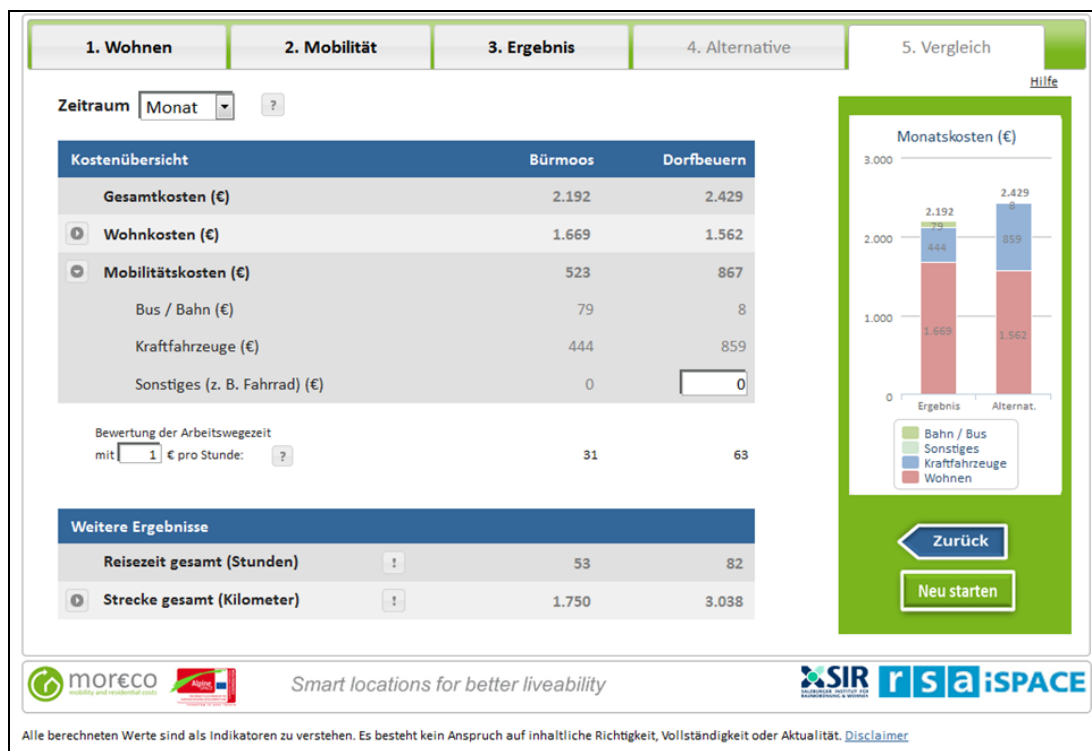 1. Wohnen 2. Mobilität 3. Ergebnis 4. Alternative 5. Vergleich
Hilfe
Zeitraum Monat ?
Kostenübersicht Bürmoos Dorfbeuern
Gesamtkosten (€) 2.192 2.429
Wohnkosten (€) 1.669 1.562
Mobilitätskosten (€) 523 867
Bus / Bahn (€) 79 8
Kraftfahrzeuge (€) 444 859
Sonstiges (z. B. Fahrrad) (€) 0 0
Bewertung der Arbeitswegezeit
mit 1 € pro Stunde: ? 31 63
Weitere Ergebnisse
Reisezeit gesamt (Stunden) ! 53 82
Strecke gesamt (Kilometer) ! 1.750 3.038
Monatskosten (€)
3.000
2.429
8
2.192
79
2.000
444 859
1.000
1.669 1.562
0
Ergebnis Alternat.
Bahn / Bus
Sonstiges
Kraftfahrzeuge
Wohnen
Zurück
Neu starten
mor€co
mobility and residential costs
Alpine
Smart locations for better liveability
SIR
SALZBURGER INSTITUT FÜR
RAUMORDNUNG & WOHNEN
rsa iSPACE
Alle berechneten Werte sind als Indikatoren zu verstehen. Es besteht kein Anspruch auf inhaltliche Richtigkeit, Vollständigkeit oder Aktualität. Disclaimer